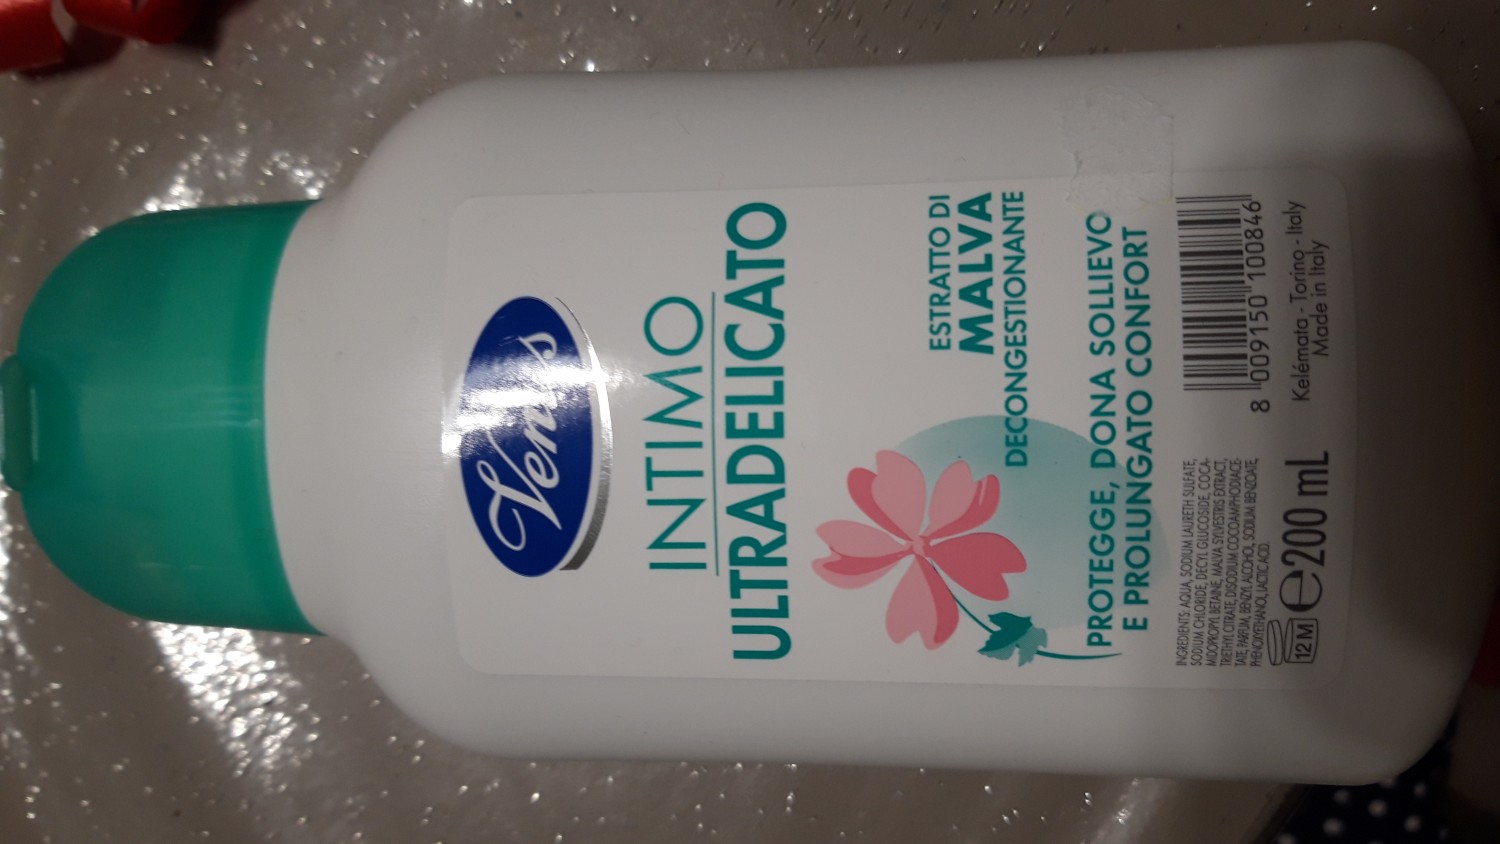 Venus
INTIMO
ULTRADELICATO
ESTRATTO DI
MALVA
DECONGESTIONANTE
PROTEGGE, DONA SOLLIEVO
E PROLUNGATO CONFORT
INGREDIENTS: AQUA, SODIUM LAURETH SULFATE,
SODIUM CHLORIDE, DECYL GLUCOSIDE, COCA-
MIDOPROPYL BETAINE, MALVA SYLVESTRIS EXTRACT,
TRIETHYL CITRATE, DISODIUM COCOAMPHODIACE-
TATE, PARFUM, BENZYL ALCOHOL, SODIUM BENZOATE,
PHENOXYETHANOL, LACTIC ACID.
12 M
e 200 mL
8 009150 100846
Kelémata - Torino - Italy
Made in Italy